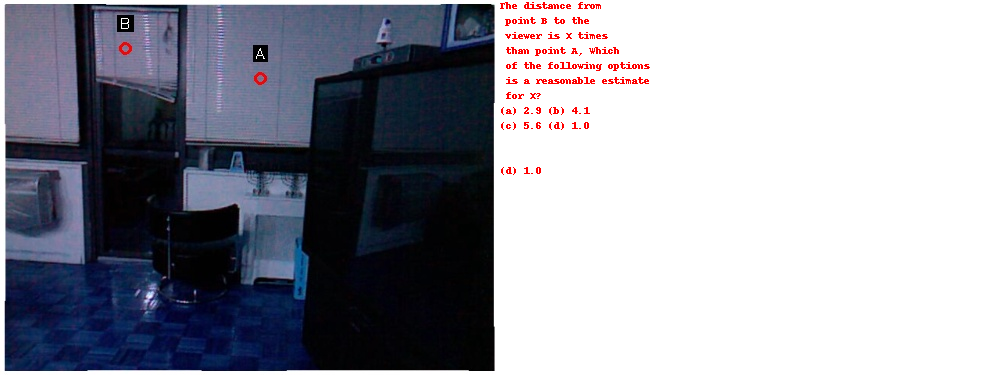 B
A
The distance from
point B to the
viewer is X times
than point A, Which
of the following options
is a reasonable estimate
for X?
(a) 2.9 (b) 4.1
(c) 5.6 (d) 1.0
(d) 1.0